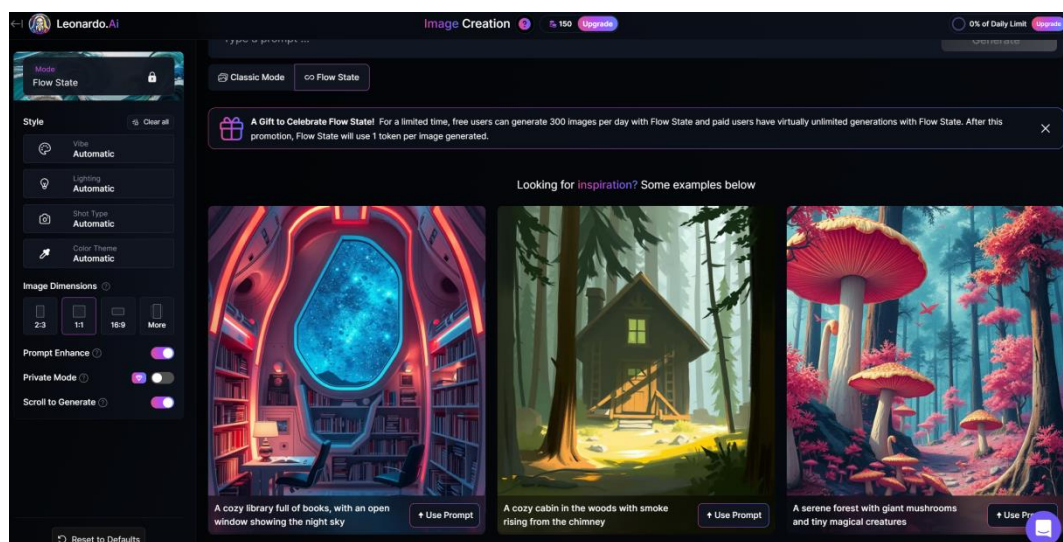 Leonardo.Ai
Image Creation ?
150 Upgrade
0% of Daily Limit Upgrade
Type a prompt ...
Generate
Mode
Flow State
Classic Mode
Flow State
Style
Clear all
Vibe
Automatic
Lighting
Automatic
Shot Type
Automatic
Color Theme
Automatic
Image Dimensions ?
2:3
1:1
16:9
More
Prompt Enhance ?
Private Mode ?
Scroll to Generate ?
Reset to Defaults
A Gift to Celebrate Flow State! For a limited time, free users can generate 300 images per day with Flow State and paid users have virtually unlimited generations with Flow State. After this
promotion, Flow State will use 1 token per image generated.
Looking for inspiration? Some examples below
A cozy library full of books, with an open
window showing the night sky
Use Prompt
A cozy cabin in the woods with smoke
rising from the chimney
Use Prompt
A serene forest with giant mushrooms
and tiny magical creatures
Use